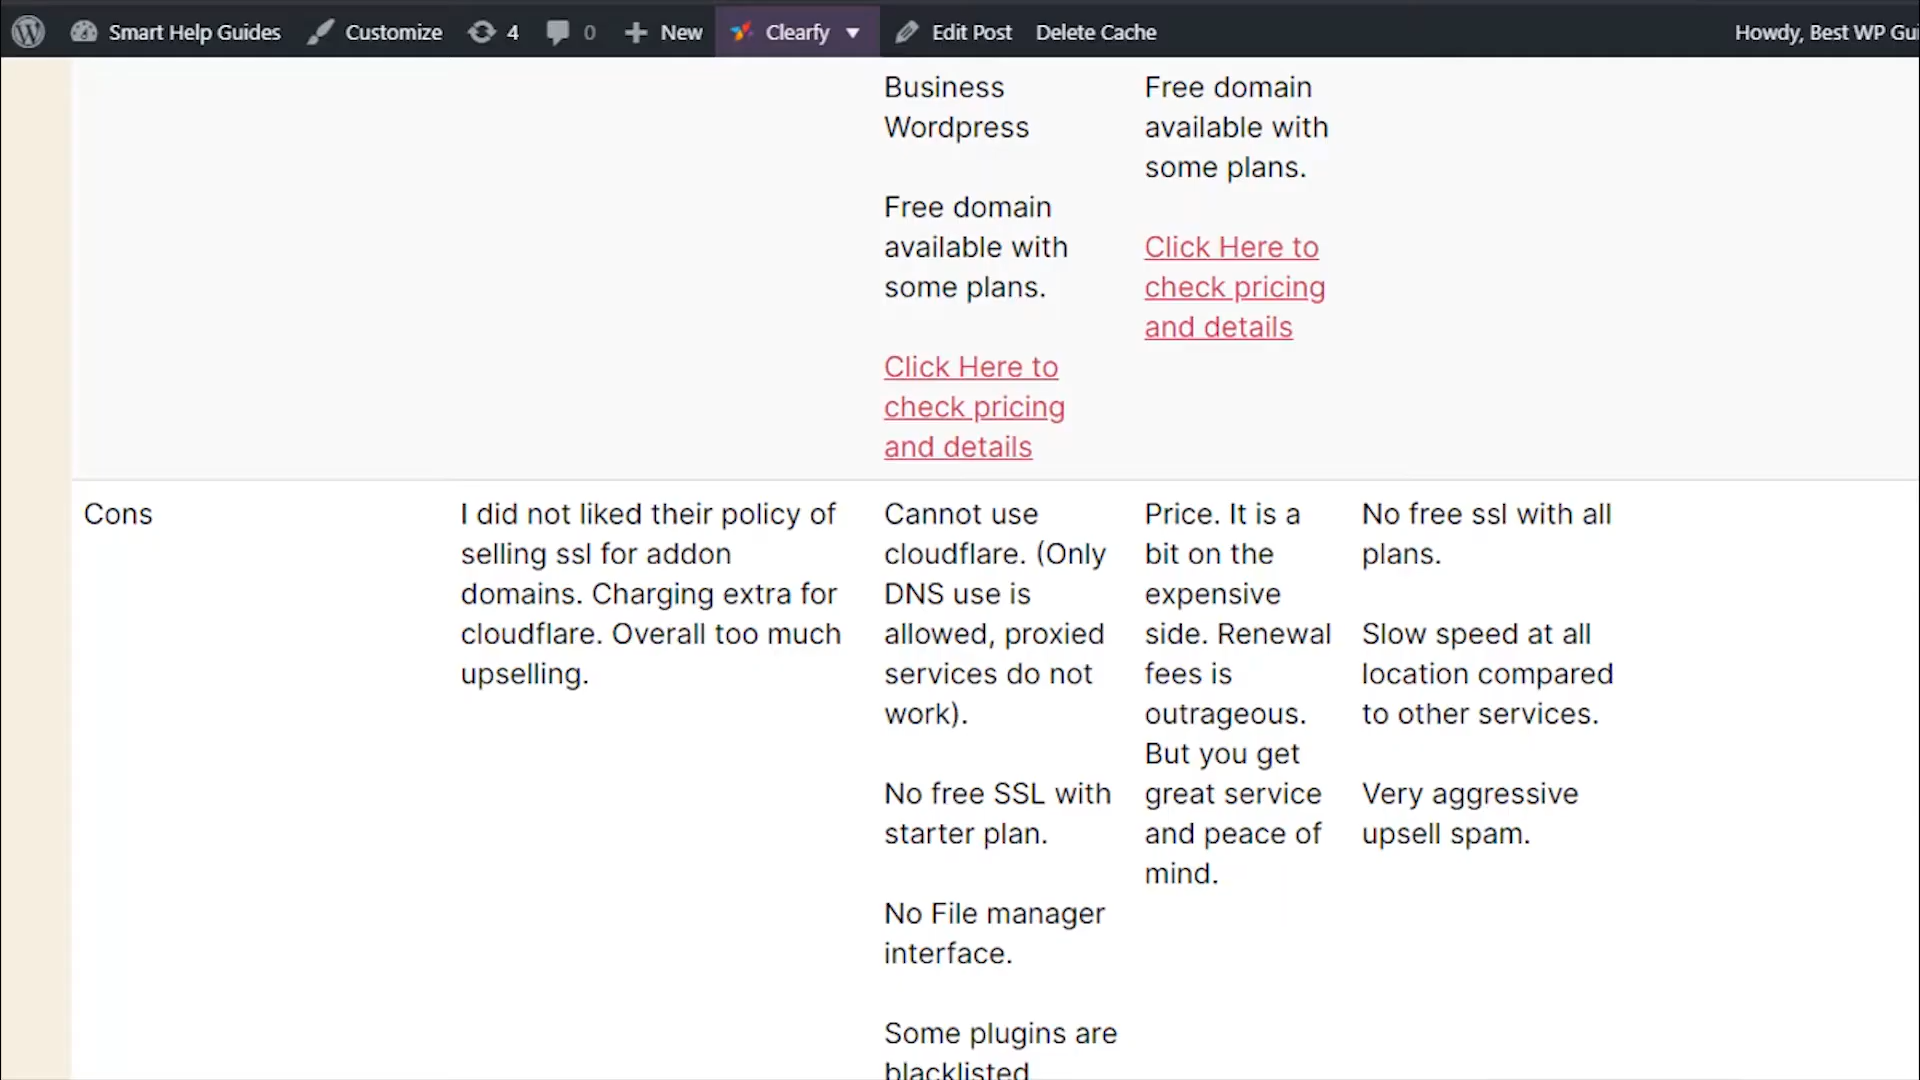 Smart Help Guides
Customize
4
0
New
Clearfy
Edit Post
Delete Cache
Howdy, Best WP Gui
Business
Wordpress
Free domain
available with
some plans.
Click Here to
check pricing
and details
Free domain
available with
some plans.
Click Here to
check pricing
and details
Cons
I did not liked their policy of
selling ssl for addon
domains. Charging extra for
cloudflare. Overall too much
upselling.
Cannot use
cloudflare. (Only
DNS use is
allowed, proxied
services do not
work).
No free SSL with
starter plan.
No File manager
interface.
Some plugins are
blacklisted
Price. It is a
bit on the
expensive
side. Renewal
fees is
outrageous.
But you get
great service
and peace of
mind.
No free ssl with all
plans.
Slow speed at all
location compared
to other services.
Very aggressive
upsell spam.